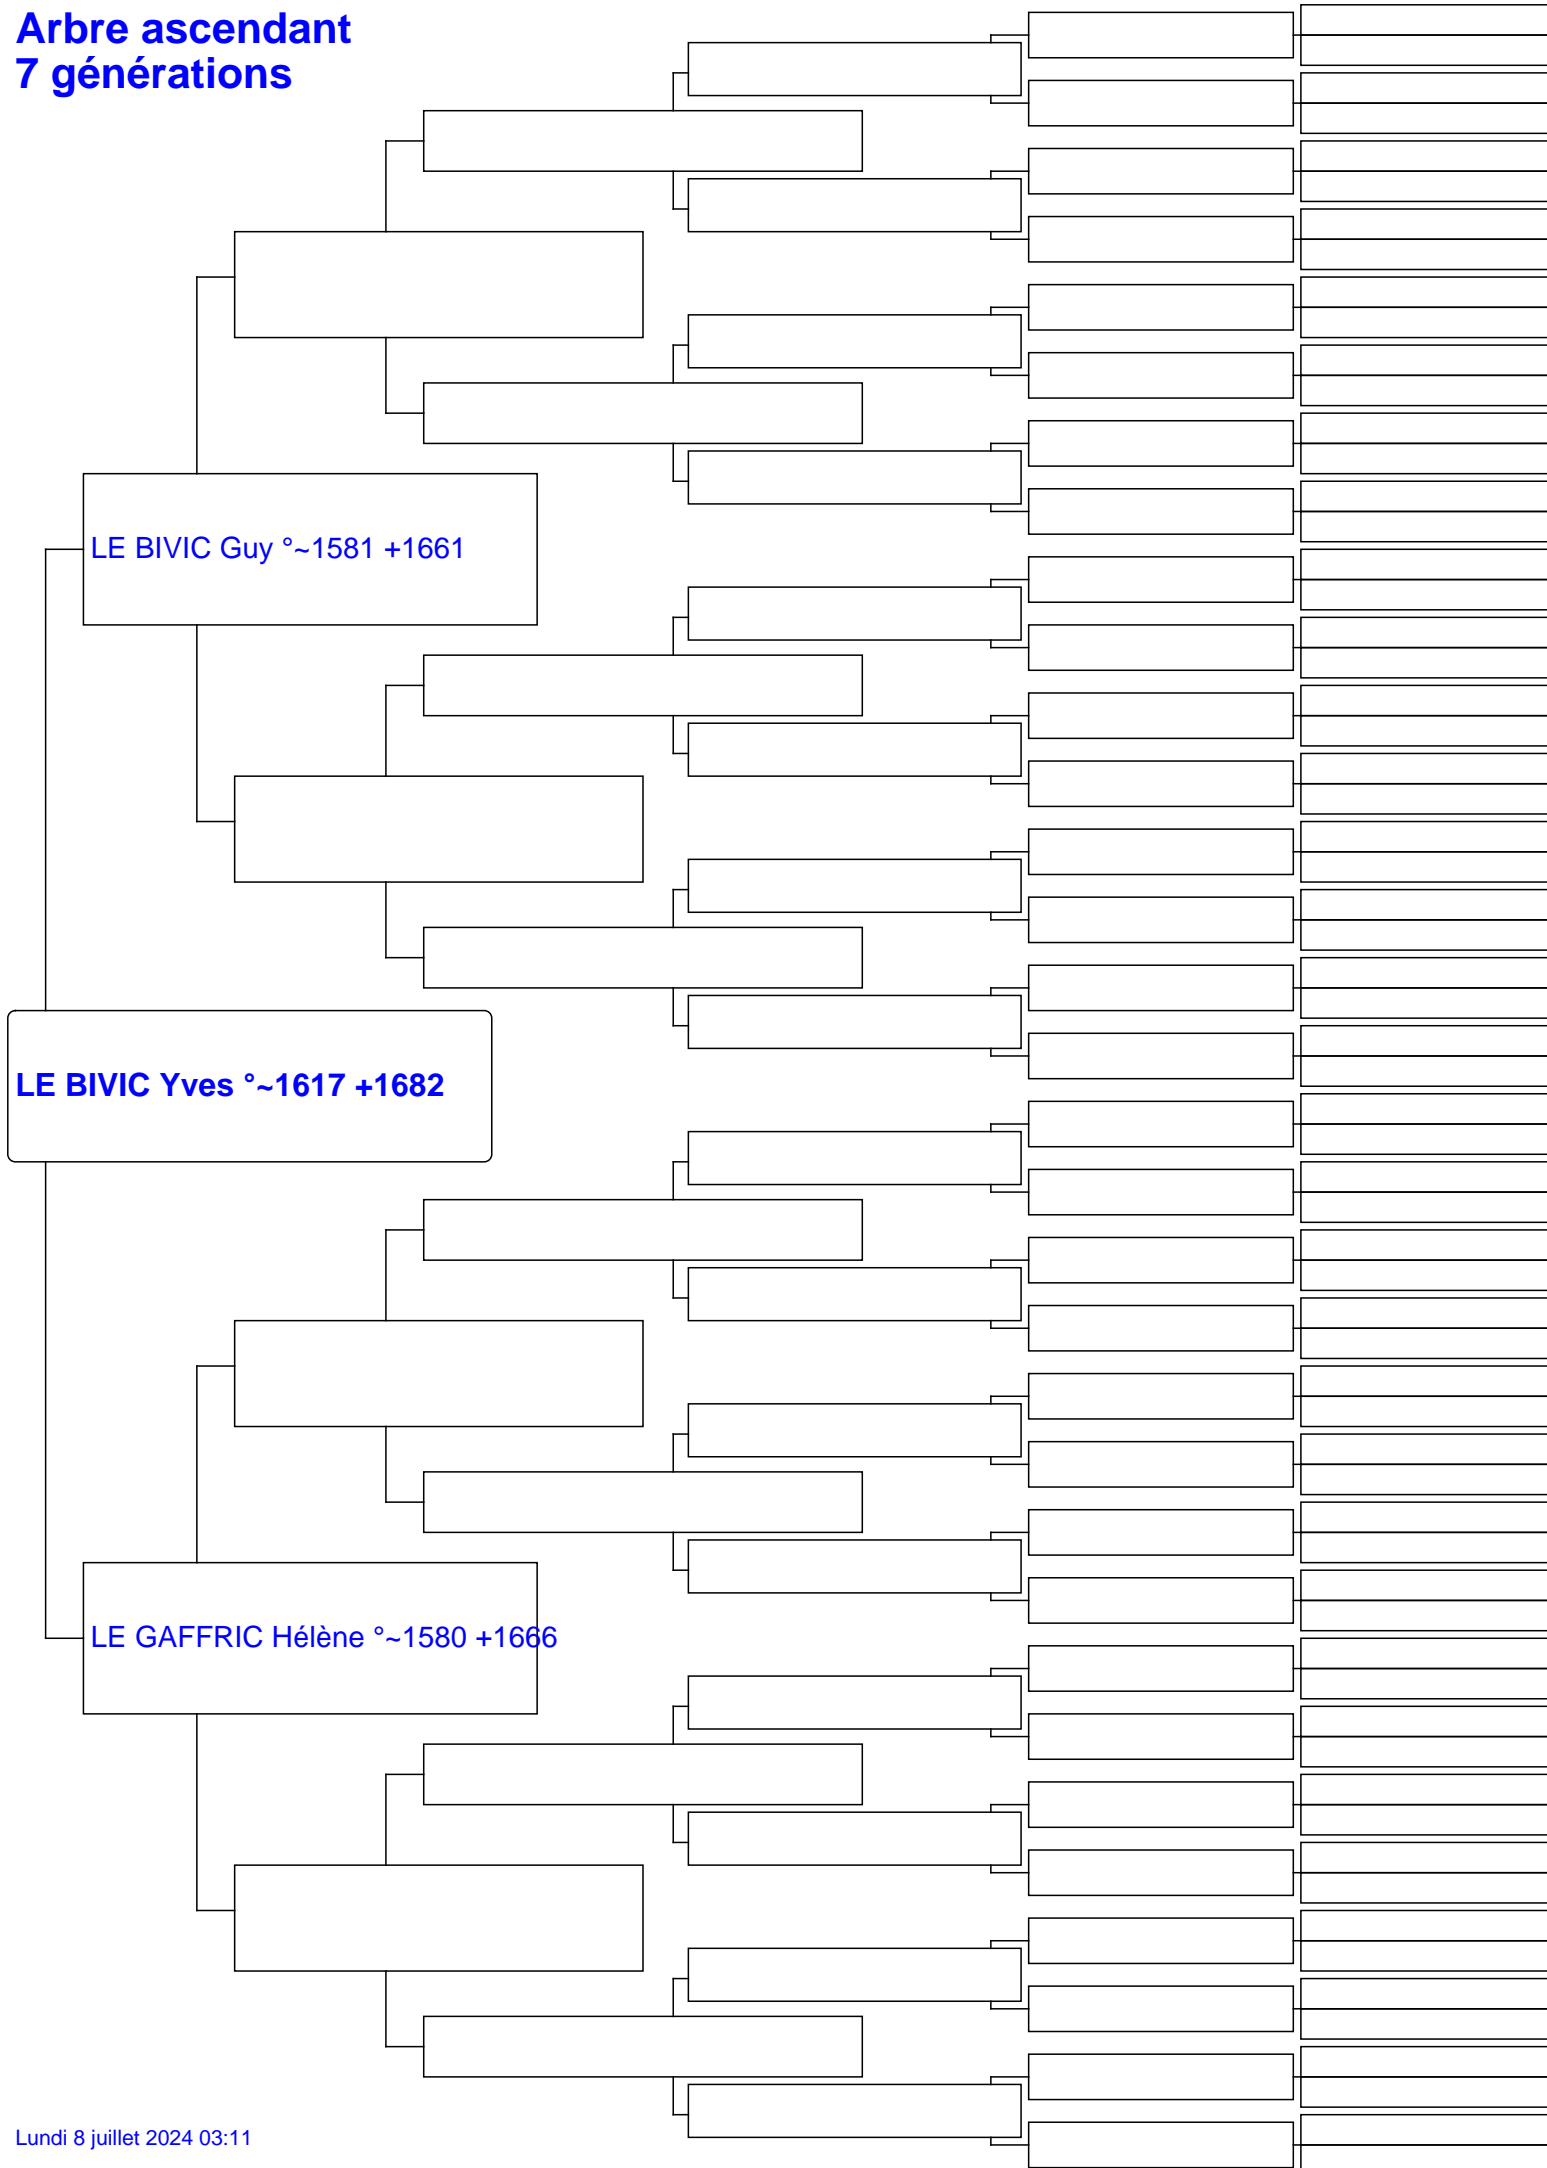 Arbre ascendant
7 générations
LE BIVIC Guy °~1581 +1661
LE BIVIC Yves °~1617 +1682
LE GAFFRIC Hélène °~1580 +1666
Lundi 8 juillet 2024 03:11